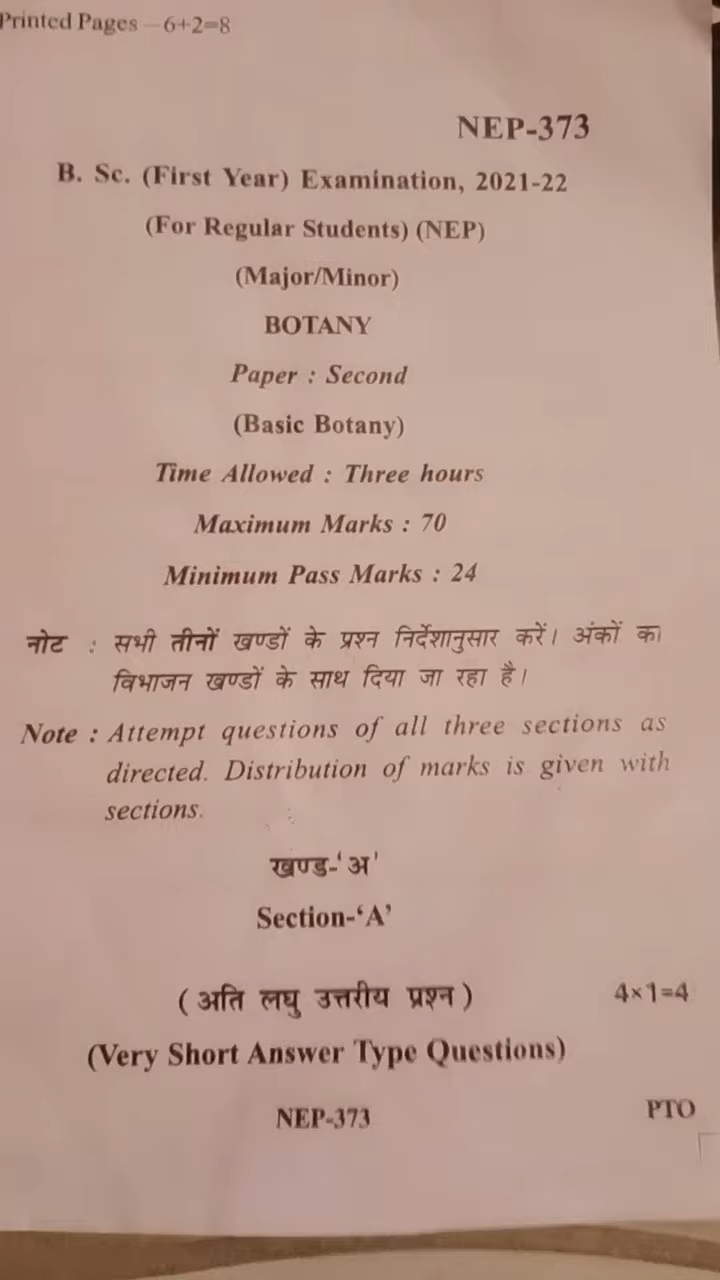 Printed Pages – 6+2=8
NEP-373
B. Sc. (First Year) Examination, 2021-22
(For Regular Students) (NEP)
(Major/Minor)
BOTANY
Paper : Second
(Basic Botany)
Time Allowed : Three hours
Maximum Marks : 70
Minimum Pass Marks : 24
नोट : सभी तीनों खण्डों के प्रश्न निर्देशानुसार करें। अंकों का
विभाजन खण्डों के साथ दिया जा रहा है।
Note : Attempt questions of all three sections as
directed. Distribution of marks is given with
sections.
खण्ड-‘अ’
Section-‘A’
( अति लघु उत्तरीय प्रश्न ) 4×1=4
(Very Short Answer Type Questions)
NEP-373 PTO